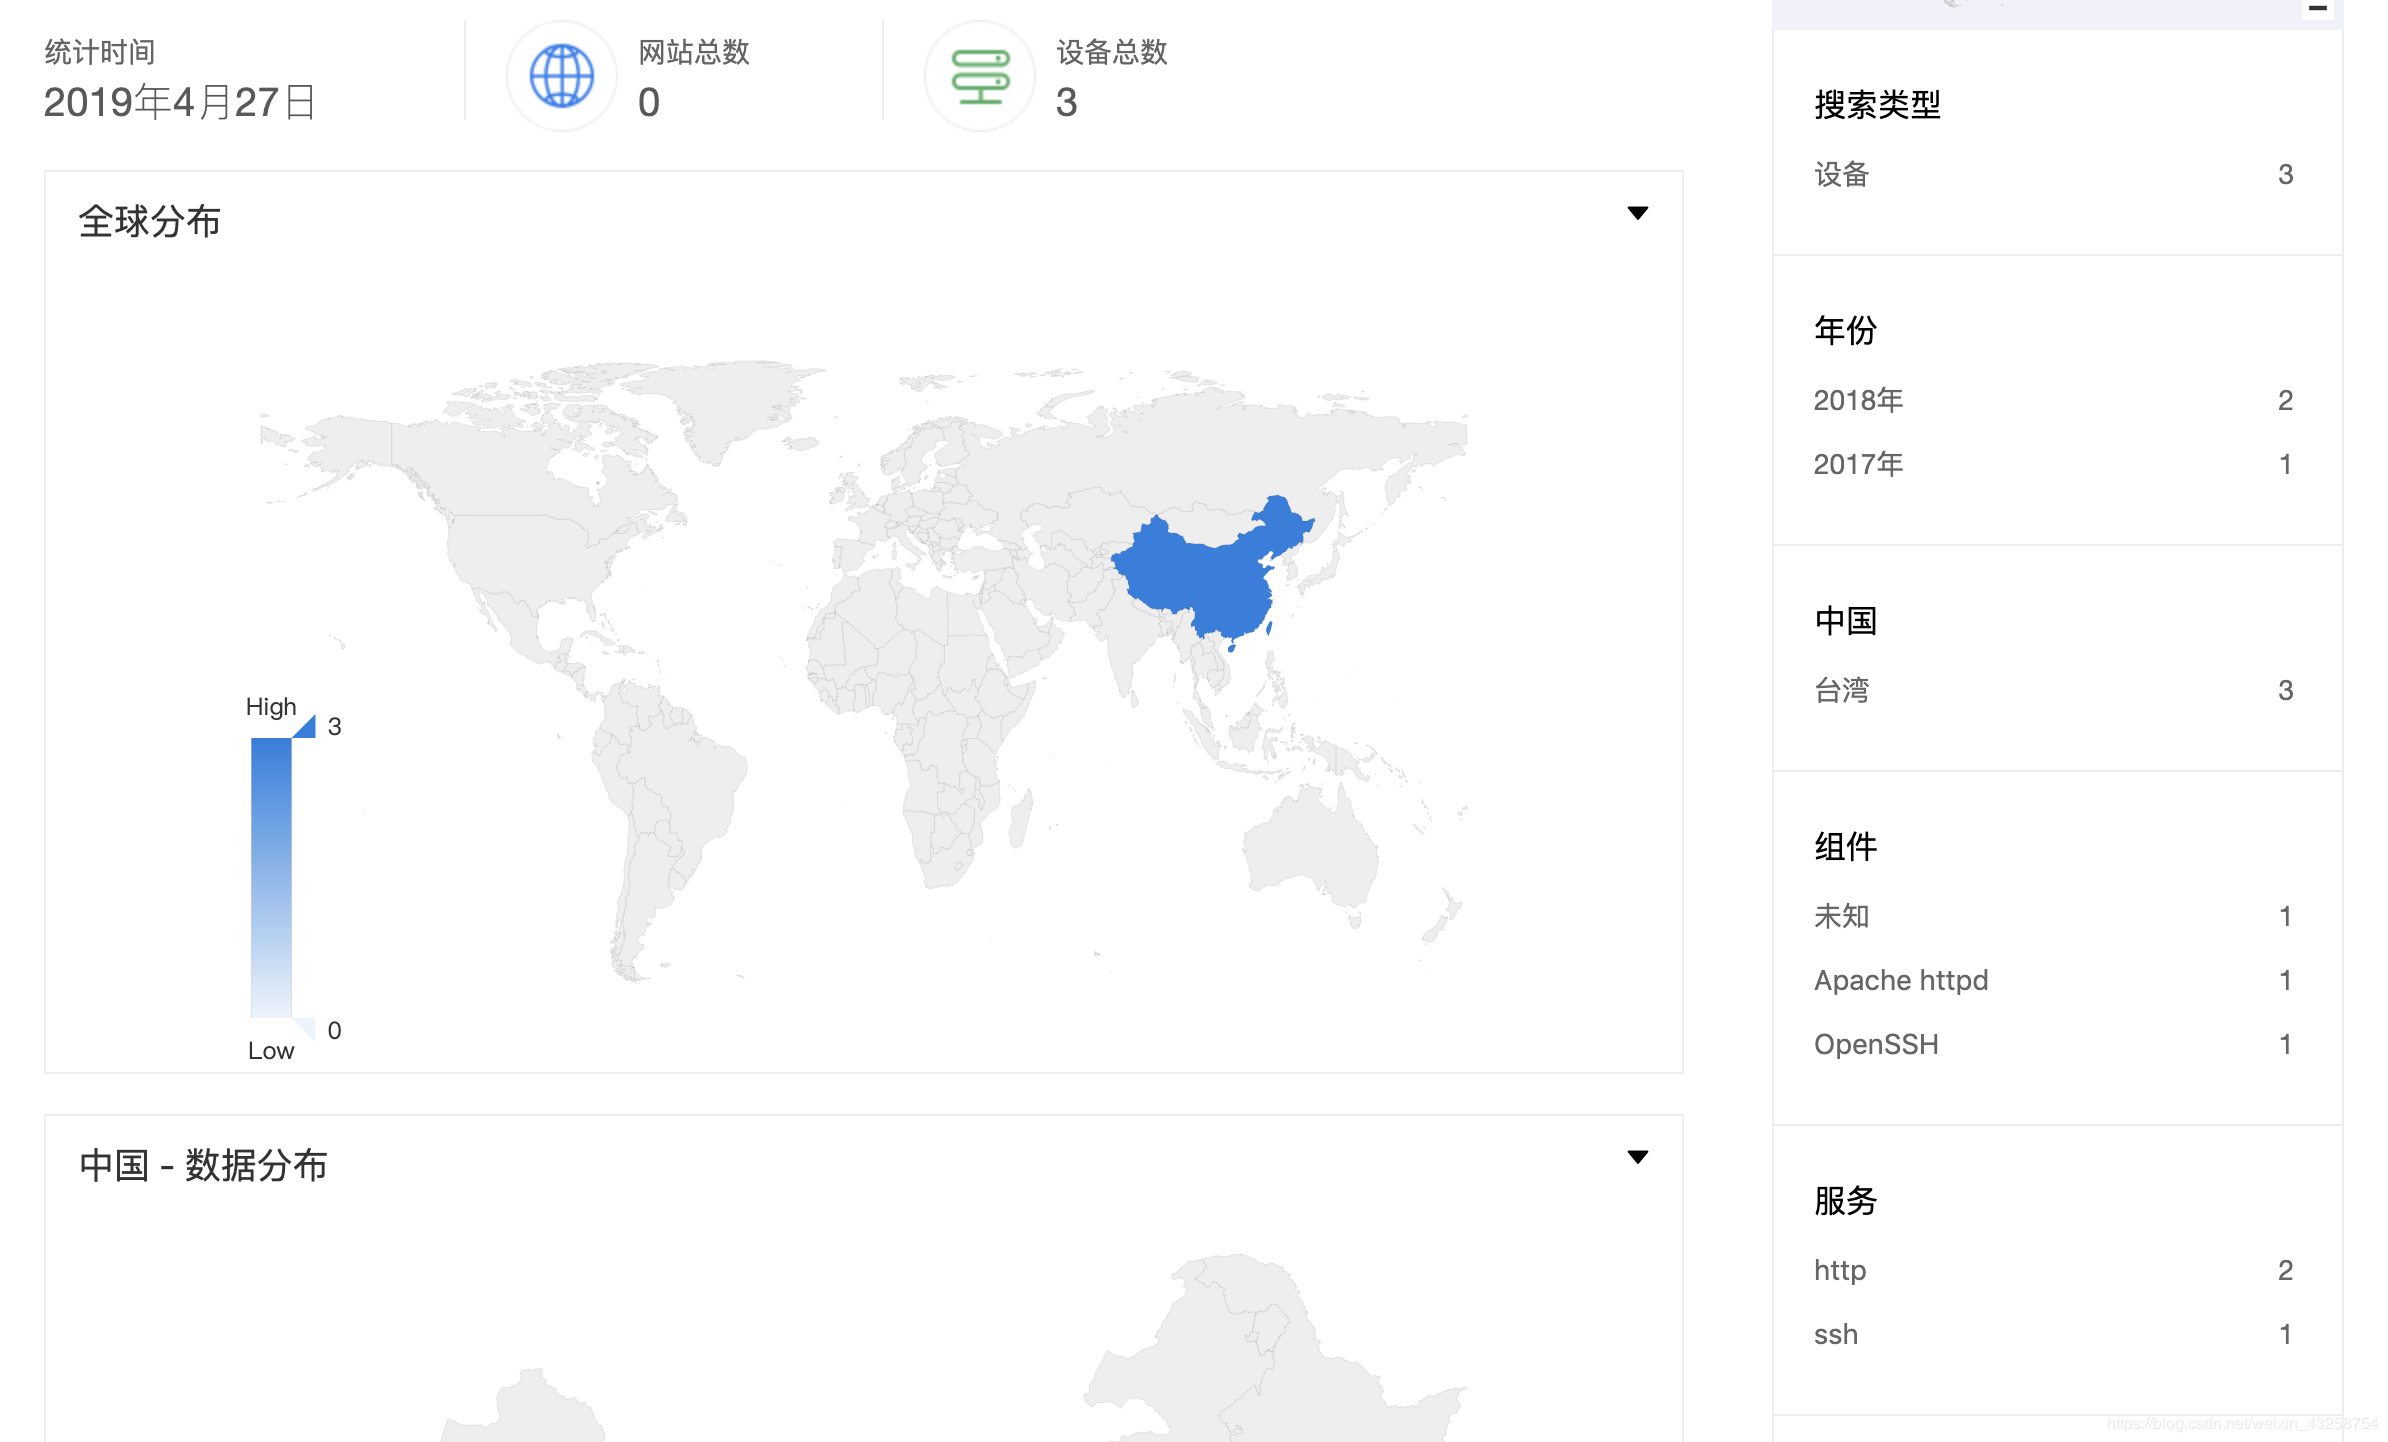 统计时间
2019年4月27日
网站总数
0
设备总数
3
全球分布
High
3
0
Low
中国 - 数据分布
搜索类型
设备 3
年份
2018年 2
2017年 1
中国
台湾 3
组件
未知 1
Apache httpd 1
OpenSSH 1
服务
http 2
ssh 1
https://blog.csdn.net/weixin_43258754